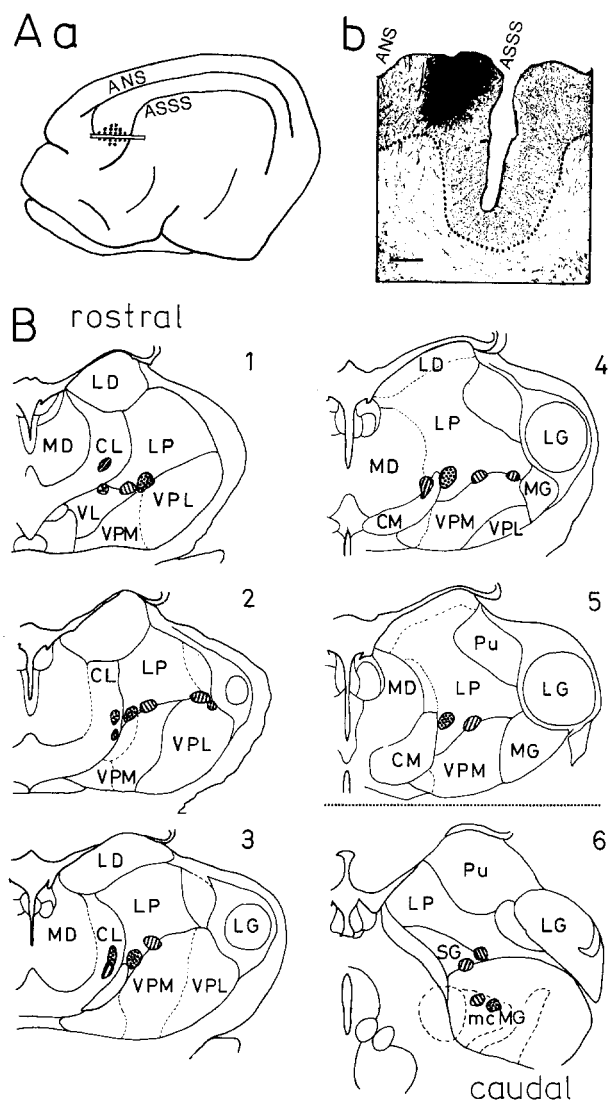 A a
ANS
ASSS
b
ANS
ASSS
B rostral
1
LD
MD CL LP
VL VPL
VPM
2
CL LP
VPL
VPM
3
LD
LP
MD CL LG
VPM VPL
4
LD
LP
LG
MD
MG
CM VPM VPL
5
Pu
MD LP LG
CM VPM MG
6
Pu
LP
LG
SG
mc MG
caudal